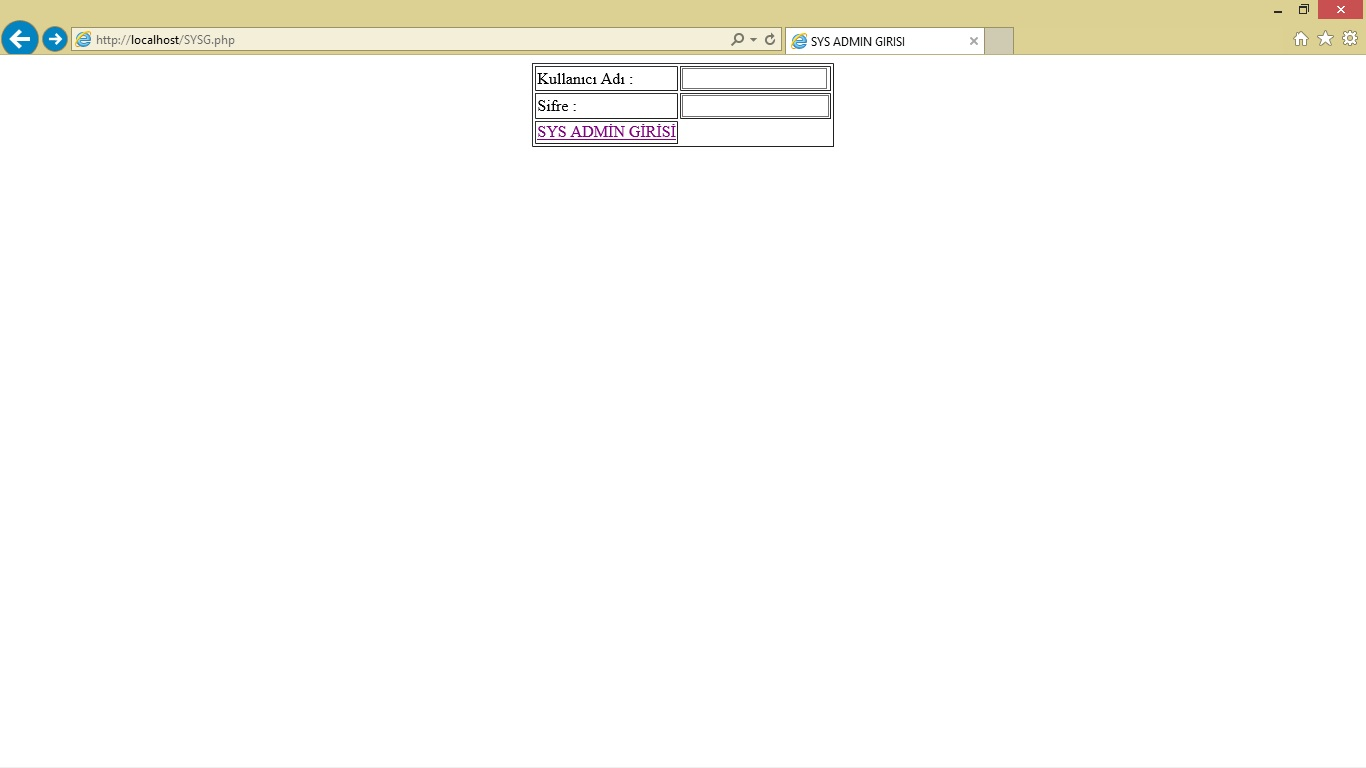 http://localhost/SYSG.php
SYS ADMIN GIRISI
Kullanıcı Adı :
Sifre :
SYS ADMİN GİRİSİ